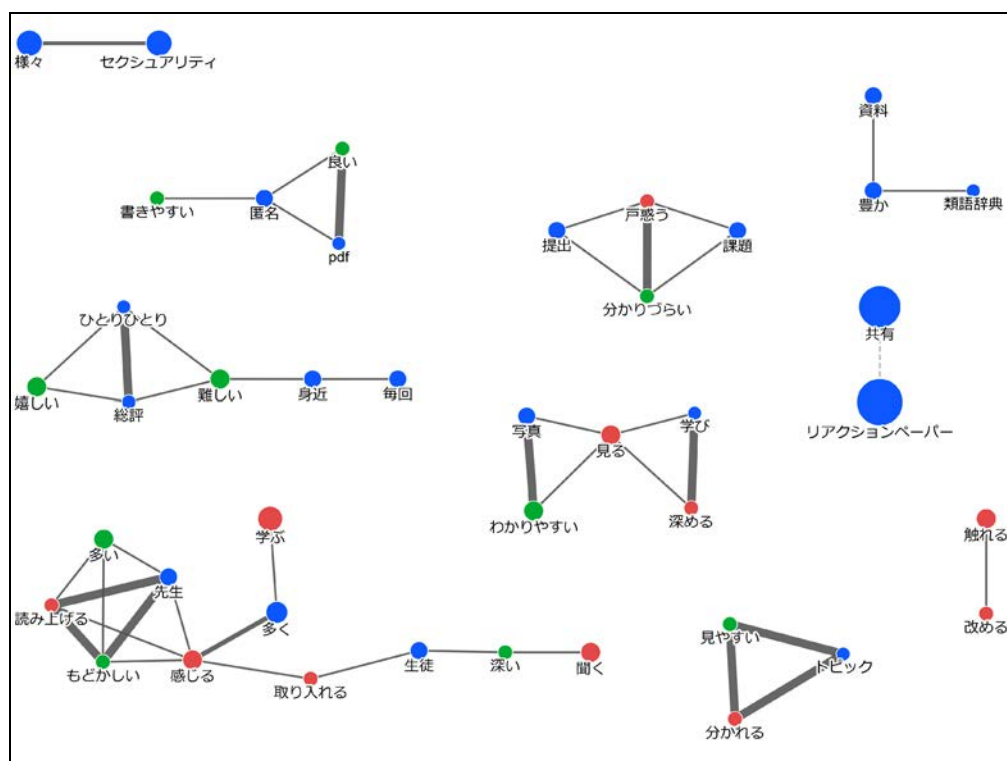 様々
セクシュアリティ
資料
良い
書きやすい
匿名
豊か
類語辞典
戸惑う
提出
課題
pdf
分かりづらい
ひとりひとり
共有
嬉しい
総評
難しい
身近
毎回
写真
学び
見る
リアクションペーパー
わかりやすい
深める
学ぶ
触れる
多い
先生
読み上げる
多く
改める
見やすい
もどかしい
感じる
取り入れる
生徒
深い
聞く
トピック
分かれる